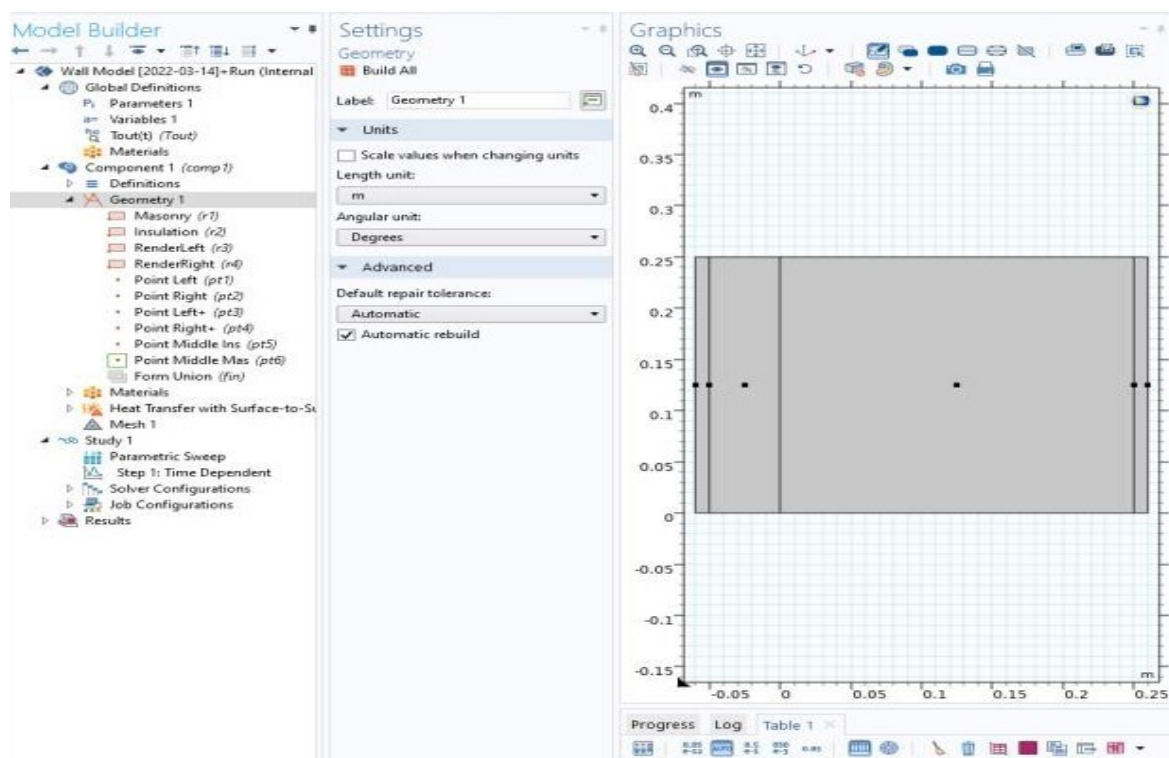 Model Builder
Wall Model [2022-03-14]+Run (Internal
Global Definitions
Pi Parameters 1
a= Variables 1
Tout(t) (Tout)
Materials
Component 1 (comp1)
Definitions
Geometry 1
Masonry (r1)
Insulation (r2)
RenderLeft (r3)
RenderRight (r4)
Point Left (pt1)
Point Right (pt2)
Point Left+ (pt3)
Point Right+ (pt4)
Point Middle Ins (pt5)
Point Middle Mas (pt6)
Form Union (fin)
Materials
Heat Transfer with Surface-to-Su
Mesh 1
Study 1
Parametric Sweep
Step 1: Time Dependent
Solver Configurations
Job Configurations
Results
Settings
Geometry
Build All
Label: Geometry 1
Units
Scale values when changing units
Length unit:
m
Angular unit:
Degrees
Advanced
Default repair tolerance:
Automatic
Automatic rebuild
Graphics
m
0.4
0.35
0.3
0.25
0.2
0.15
0.1
0.05
0
-0.05
-0.1
-0.15
m
-0.05 0 0.05 0.1 0.15 0.2 0.25
Progress Log Table 1
AUTO 8.5 850 0.85